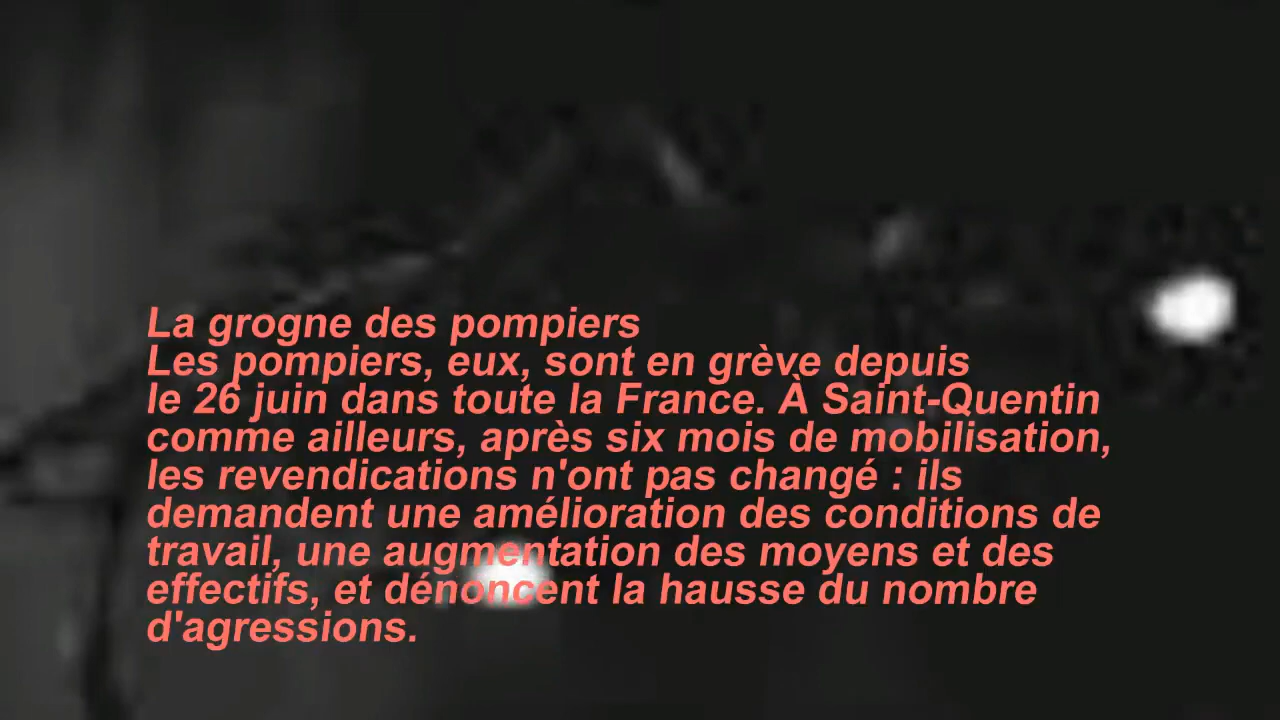 La grogne des pompiers
Les pompiers, eux, sont en grève depuis
le 26 juin dans toute la France. À Saint-Quentin
comme ailleurs, après six mois de mobilisation,
les revendications n'ont pas changé : ils
demandent une amélioration des conditions de
travail, une augmentation des moyens et des
effectifs, et dénoncent la hausse du nombre
d'agressions.